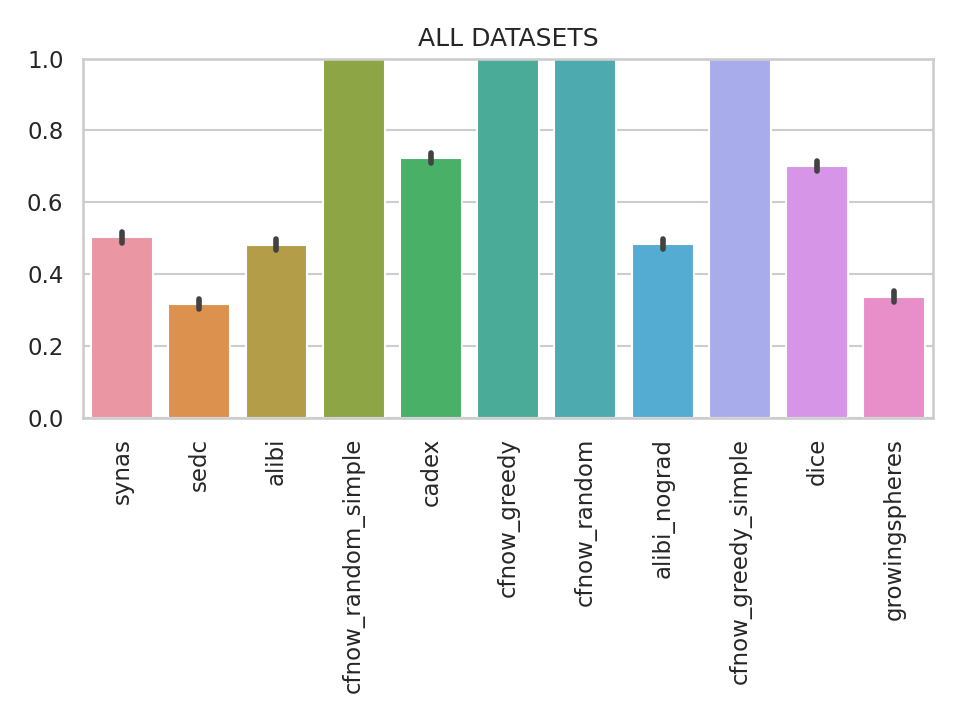 ALL DATASETS
1.0
0.8
0.6
0.4
0.2
0.0
synas
sedc
alibi
cfnow_random_simple
cadex
cfnow_greedy
cfnow_random
alibi_nograd
cfnow_greedy_simple
dice
growingspheres